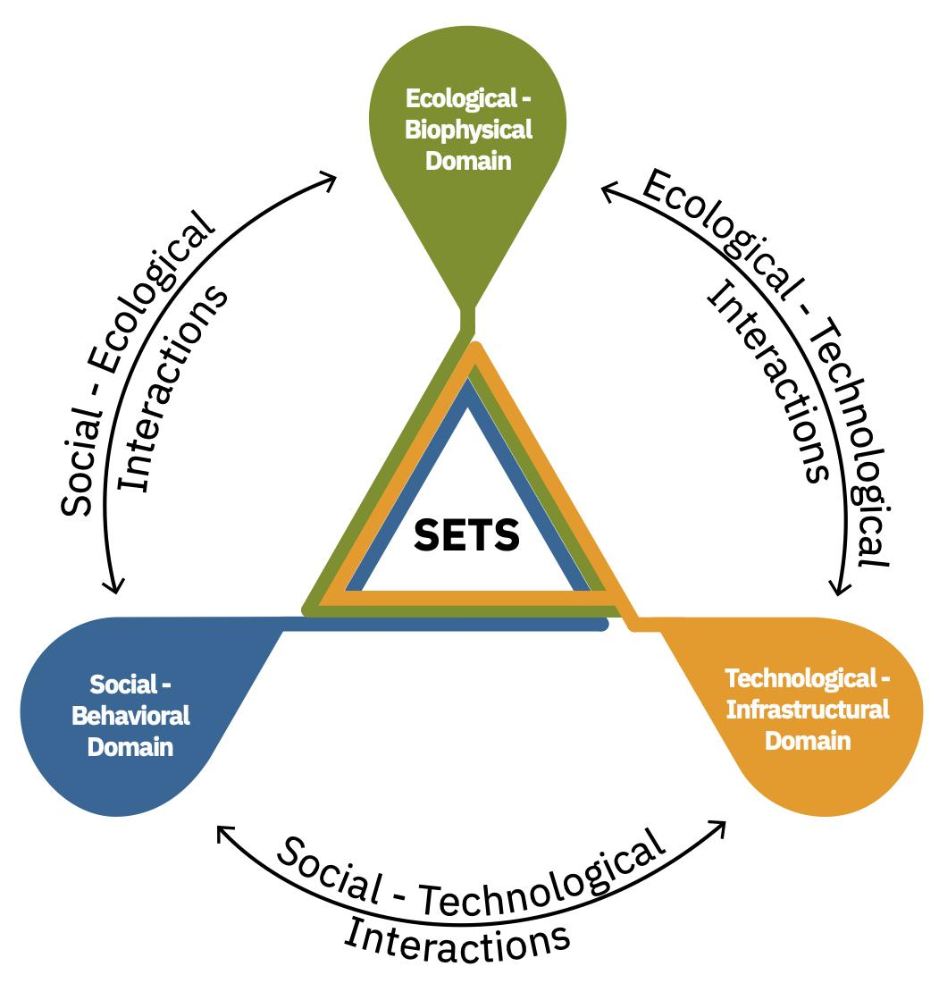 Ecological -
Biophysical
Domain
Social - Ecological
Interactions
Ecological - Technological
Interactions
SETS
Social -
Behavioral
Domain
Technological -
Infrastructural
Domain
Social - Technological
Interactions